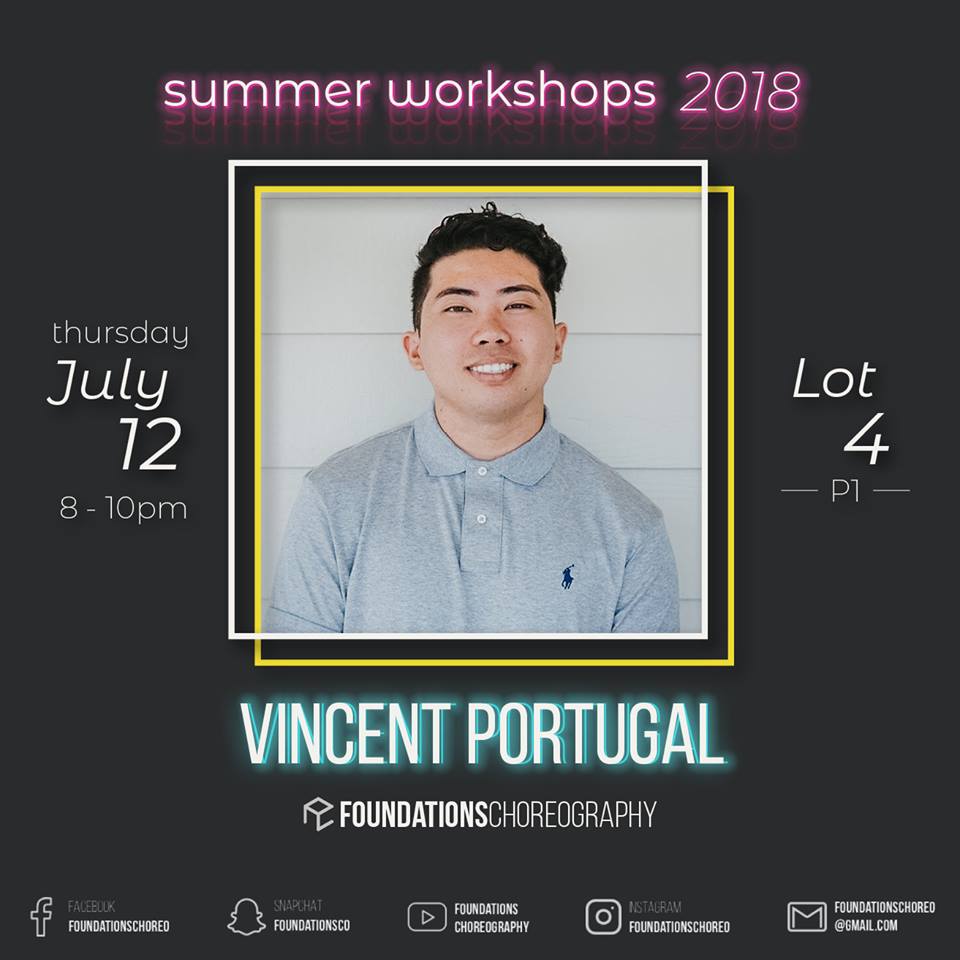 summer workshops 2018
thursday
July
12
8 - 10pm
Lot
4
P1
VINCENT PORTUGAL
FOUNDATIONSCHOREOGRAPHY
FACEBOOK
FOUNDATIONSCHOREO
SNAPCHAT
FOUNDATIONSCO
FOUNDATIONS
CHOREOGRAPHY
INSTAGRAM
FOUNDATIONSCHOREO
FOUNDATIONSCHOREO
@GMAIL.COM